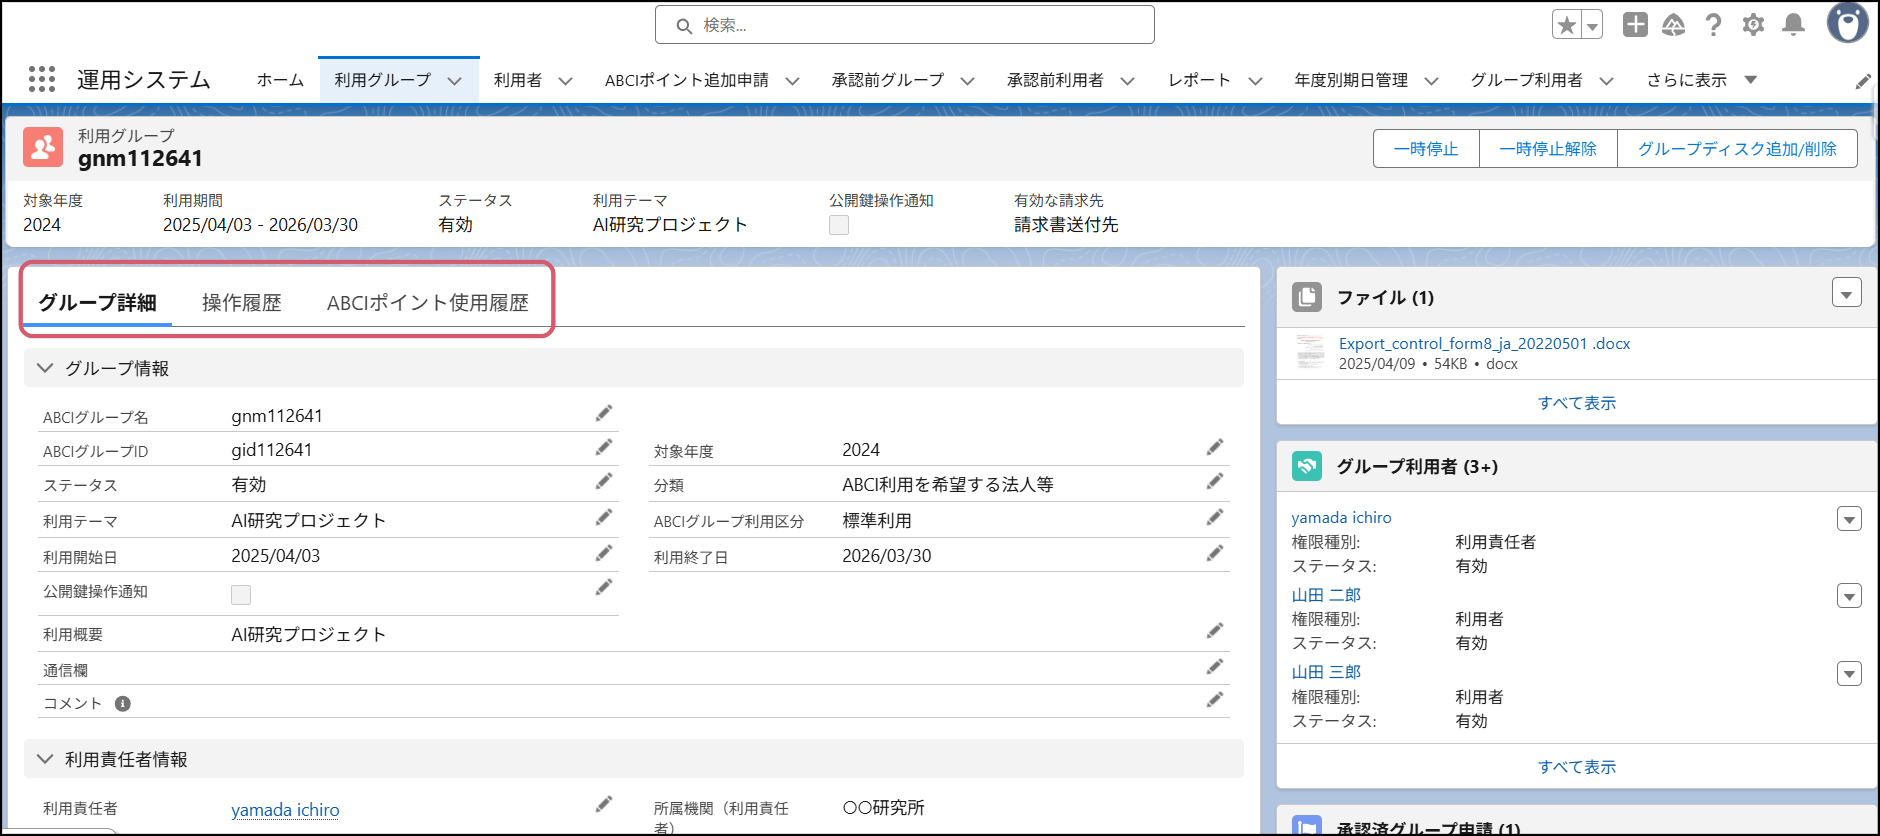 検索...
運用システム
ホーム
利用グループ
利用者
ABCIポイント追加申請
承認前グループ
承認前利用者
レポート
年度別期日管理
グループ利用者
さらに表示
利用グループ
gnm112641
一時停止
一時停止解除
グループディスク追加/削除
対象年度
2024
利用期間
2025/04/03 - 2026/03/30
ステータス
有効
利用テーマ
AI研究プロジェクト
公開鍵操作通知
有効な請求先
請求書送付先
グループ詳細
操作履歴
ABCIポイント使用履歴
グループ情報
ABCIグループ名
gnm112641
ABCIグループID
gid112641
対象年度
2024
ステータス
有効
分類
ABCI利用を希望する法人等
利用テーマ
AI研究プロジェクト
ABCIグループ利用区分
標準利用
利用開始日
2025/04/03
利用終了日
2026/03/30
公開鍵操作通知
利用概要
AI研究プロジェクト
通信欄
コメント
利用責任者情報
利用責任者
yamada ichiro
所属機関（利用責任
者）
〇〇研究所
ファイル (1)
Export_control_form8_ja_20220501 .docx
2025/04/09 • 54KB • docx
すべて表示
グループ利用者 (3+)
yamada ichiro
権限種別:
利用責任者
ステータス:
有効
山田 二郎
権限種別:
利用者
ステータス:
有効
山田 三郎
権限種別:
利用者
ステータス:
有効
すべて表示
承認済グループ申請 (1)